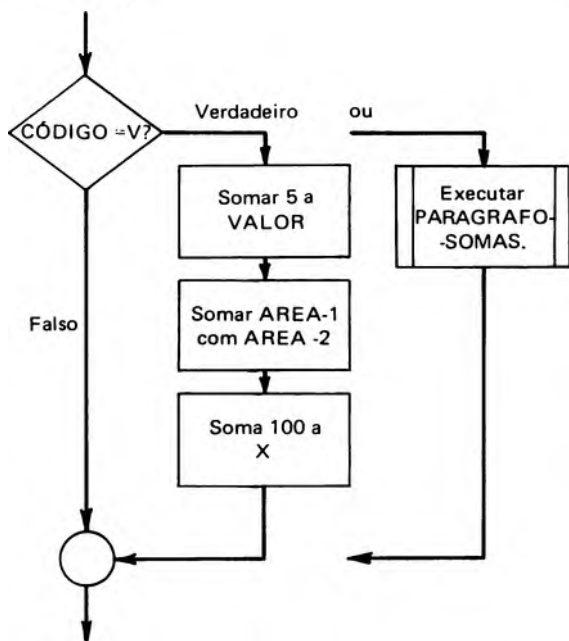 CÓDIGO =V?
Verdadeiro
ou
Somar 5 a
VALOR
Executar
PARAGRAFO-
-SOMAS.
Falso
Somar AREA-1
com AREA -2
Soma 100 a
X